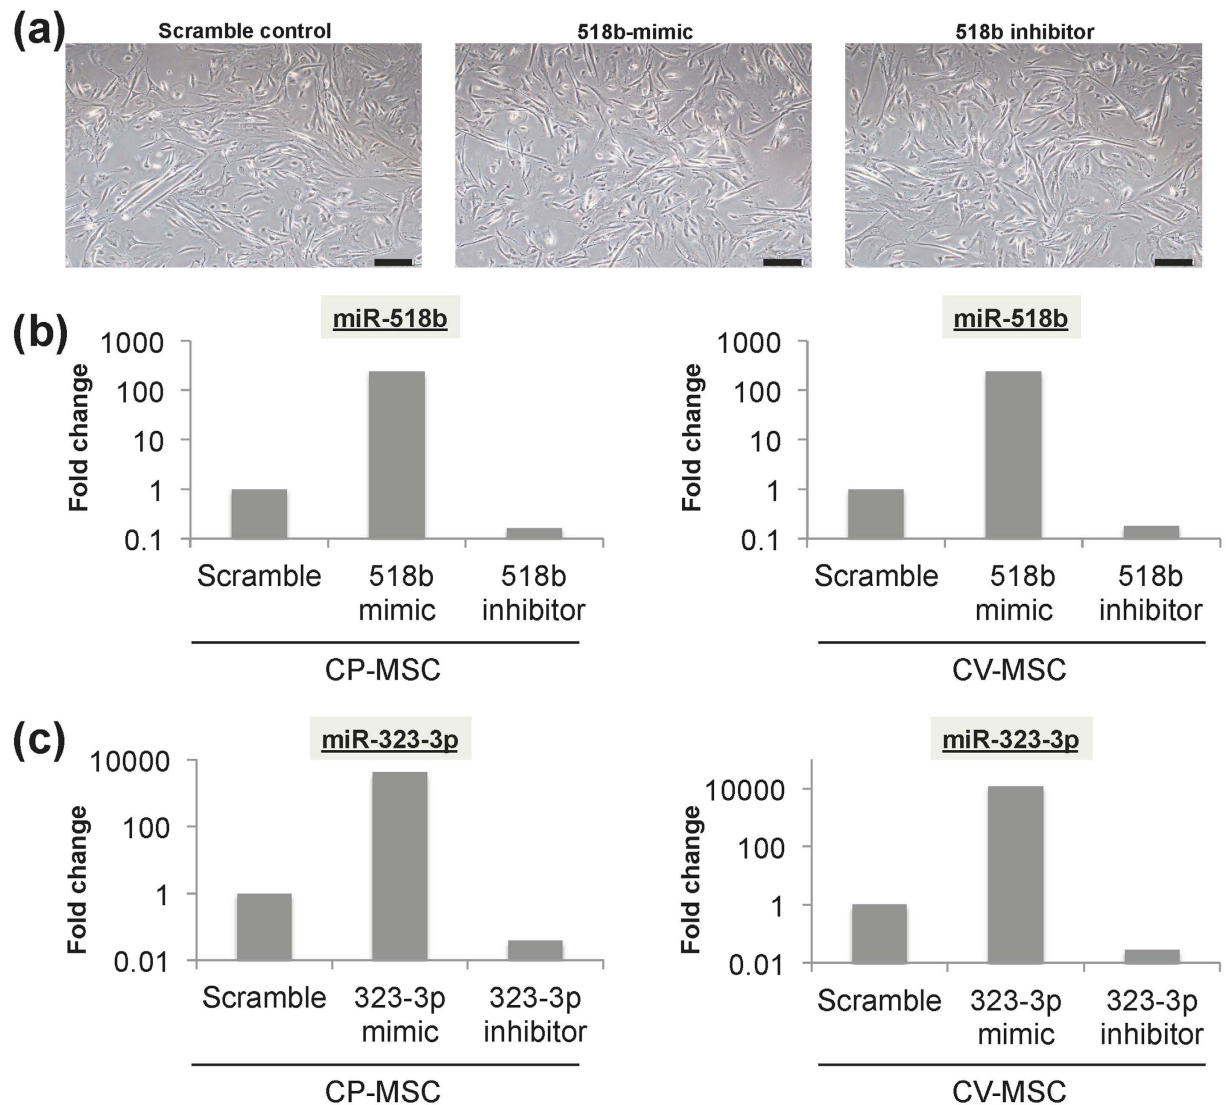 (a)
Scramble control
518b-mimic
518b inhibitor
(b)
miR-518b
Fold change
1000
100
10
1
0.1
Scramble
518b
mimic
518b
inhibitor
CP-MSC
miR-518b
Fold change
1000
100
10
1
0.1
Scramble
518b
mimic
518b
inhibitor
CV-MSC
(c)
miR-323-3p
Fold change
10000
100
1
0.01
Scramble
323-3p
mimic
323-3p
inhibitor
CP-MSC
miR-323-3p
Fold change
10000
100
1
0.01
Scramble
323-3p
mimic
323-3p
inhibitor
CV-MSC